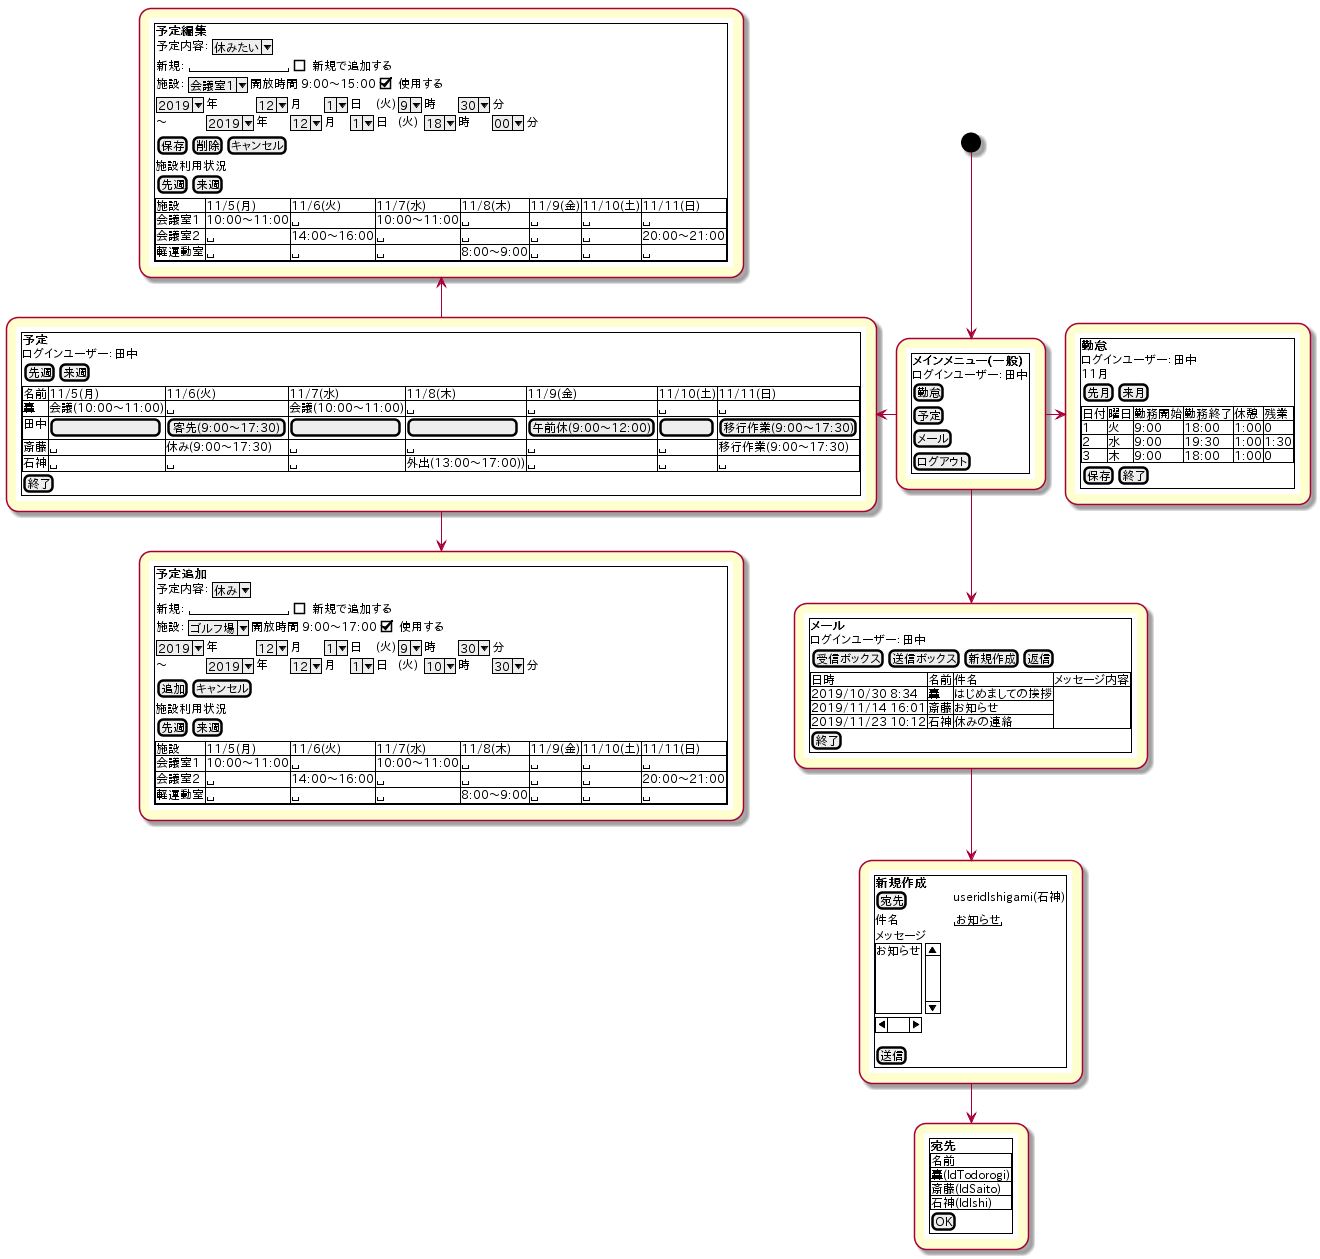 予定編集
予定内容: 休みたい
新規: 新規で追加する
施設: 会議室1 開放時間 9:00～15:00 使用する
2019 年 12 月 1 日 (火) 9 時 30 分
～ 2019 年 12 月 1 日 (火) 18 時 00 分
保存 削除 キャンセル
施設利用状況
先週 来週
施設 11/5(月) 11/6(火) 11/7(水) 11/8(木) 11/9(金) 11/10(土) 11/11(日)
会議室1 10:00～11:00 ␣ 10:00～11:00 ␣ ␣ ␣ ␣
会議室2 ␣ 14:00～16:00 ␣ ␣ ␣ ␣ 20:00～21:00
軽運動室 ␣ ␣ ␣ 8:00～9:00 ␣ ␣ ␣
予定
ログインユーザー: 田中
先週 来週
名前 11/5(月) 11/6(火) 11/7(水) 11/8(木) 11/9(金) 11/10(土) 11/11(日)
轟 会議(10:00～11:00) ␣ 会議(10:00～11:00) ␣ ␣ ␣ ␣
田中 客先(9:00～17:30) 午前休(9:00～12:00) 移行作業(9:00～17:30)
斎藤 ␣ 休み(9:00～17:30) ␣ ␣ ␣ ␣ 移行作業(9:00～17:30)
石神 ␣ ␣ ␣ 外出(13:00～17:00)) ␣ ␣ ␣
終了
メインメニュー(一般)
ログインユーザー: 田中
勤怠
予定
メール
ログアウト
勤怠
ログインユーザー: 田中
11月
先月 来月
日付 曜日 勤務開始 勤務終了 休憩 残業
1 火 9:00 18:00 1:00 0
2 水 9:00 19:30 1:00 1:30
3 木 9:00 18:00 1:00 0
保存 終了
予定追加
予定内容: 休み
新規: 新規で追加する
施設: ゴルフ場 開放時間 9:00～17:00 使用する
2019 年 12 月 1 日 (火) 9 時 30 分
～ 2019 年 12 月 1 日 (火) 10 時 30 分
追加 キャンセル
施設利用状況
先週 来週
施設 11/5(月) 11/6(火) 11/7(水) 11/8(木) 11/9(金) 11/10(土) 11/11(日)
会議室1 10:00～11:00 ␣ 10:00～11:00 ␣ ␣ ␣ ␣
会議室2 ␣ 14:00～16:00 ␣ ␣ ␣ ␣ 20:00～21:00
軽運動室 ␣ ␣ ␣ 8:00～9:00 ␣ ␣ ␣
メール
ログインユーザー: 田中
受信ボックス 送信ボックス 新規作成 返信
日時 名前 件名 メッセージ内容
2019/10/30 8:34 轟 はじめましての挨拶
2019/11/14 16:01 斎藤 お知らせ
2019/11/23 10:12 石神 休みの連絡
終了
新規作成
宛先 useridIshigami(石神)
件名 お知らせ
メッセージ
お知らせ
送信
宛先
名前
轟(IdTodorogi)
斎藤(IdSaito)
石神(IdIshi)
OK